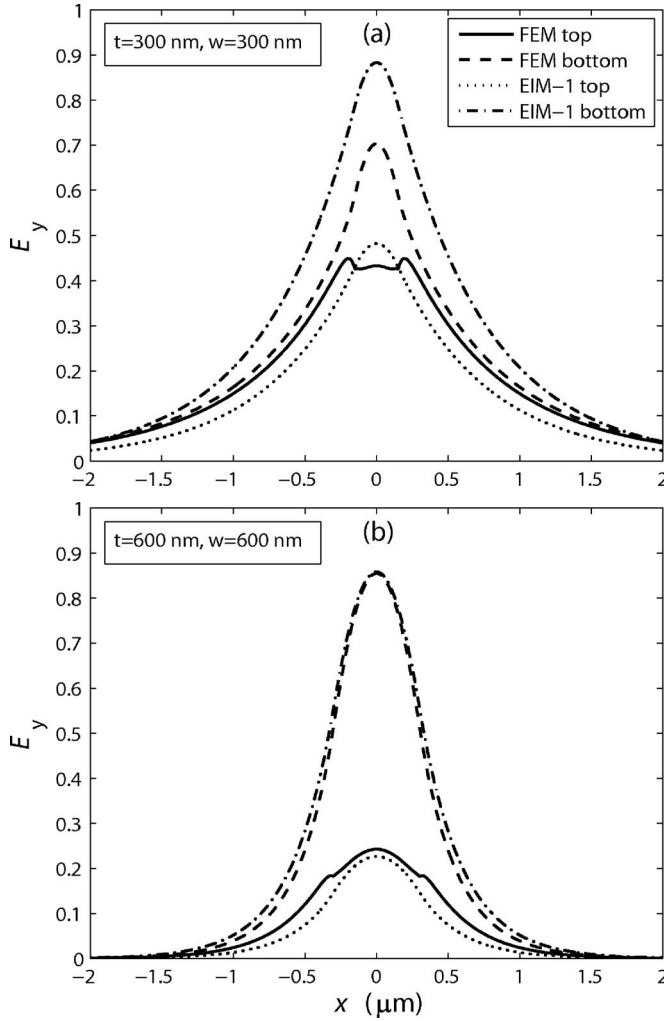 1
(a)
t=300 nm, w=300 nm
FEM top
FEM bottom
EIM−1 top
EIM−1 bottom
0.9
0.8
0.7
0.6
0.5
0.4
0.3
0.2
0.1
0
E y
−2 −1.5 −1 −0.5 0 0.5 1 1.5 2
1
(b)
t=600 nm, w=600 nm
0.9
0.8
0.7
0.6
0.5
0.4
0.3
0.2
0.1
0
E y
−2 −1.5 −1 −0.5 0 0.5 1 1.5 2
x (μm)